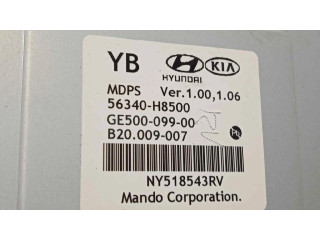 YB HYUNDAI KIA
MDPS Ver.1.00,1.06
56340-H8500
GE500-099-00
B20.009-007
NY518543RV
Mando Corporation.